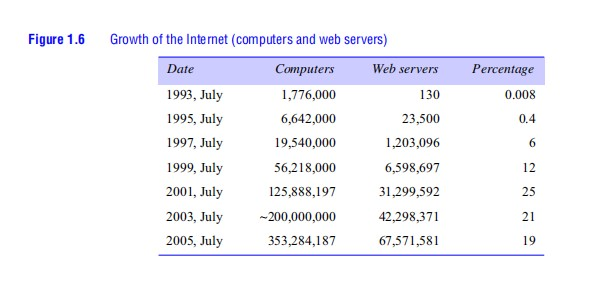 Figure 1.6 Growth of the Internet (computers and web servers)
Date Computers Web servers Percentage
1993, July 1,776,000 130 0.008
1995, July 6,642,000 23,500 0.4
1997, July 19,540,000 1,203,096 6
1999, July 56,218,000 6,598,697 12
2001, July 125,888,197 31,299,592 25
2003, July ~200,000,000 42,298,371 21
2005, July 353,284,187 67,571,581 19